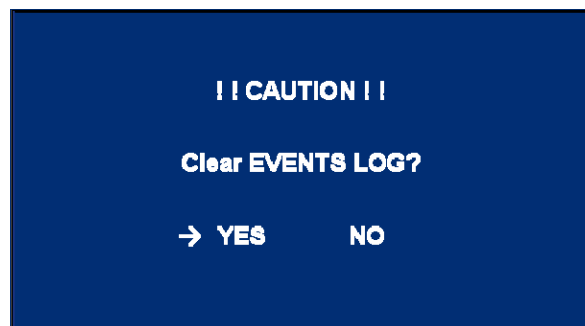 ! ! CAUTION ! !
Clear EVENTS LOG?
→ YES NO